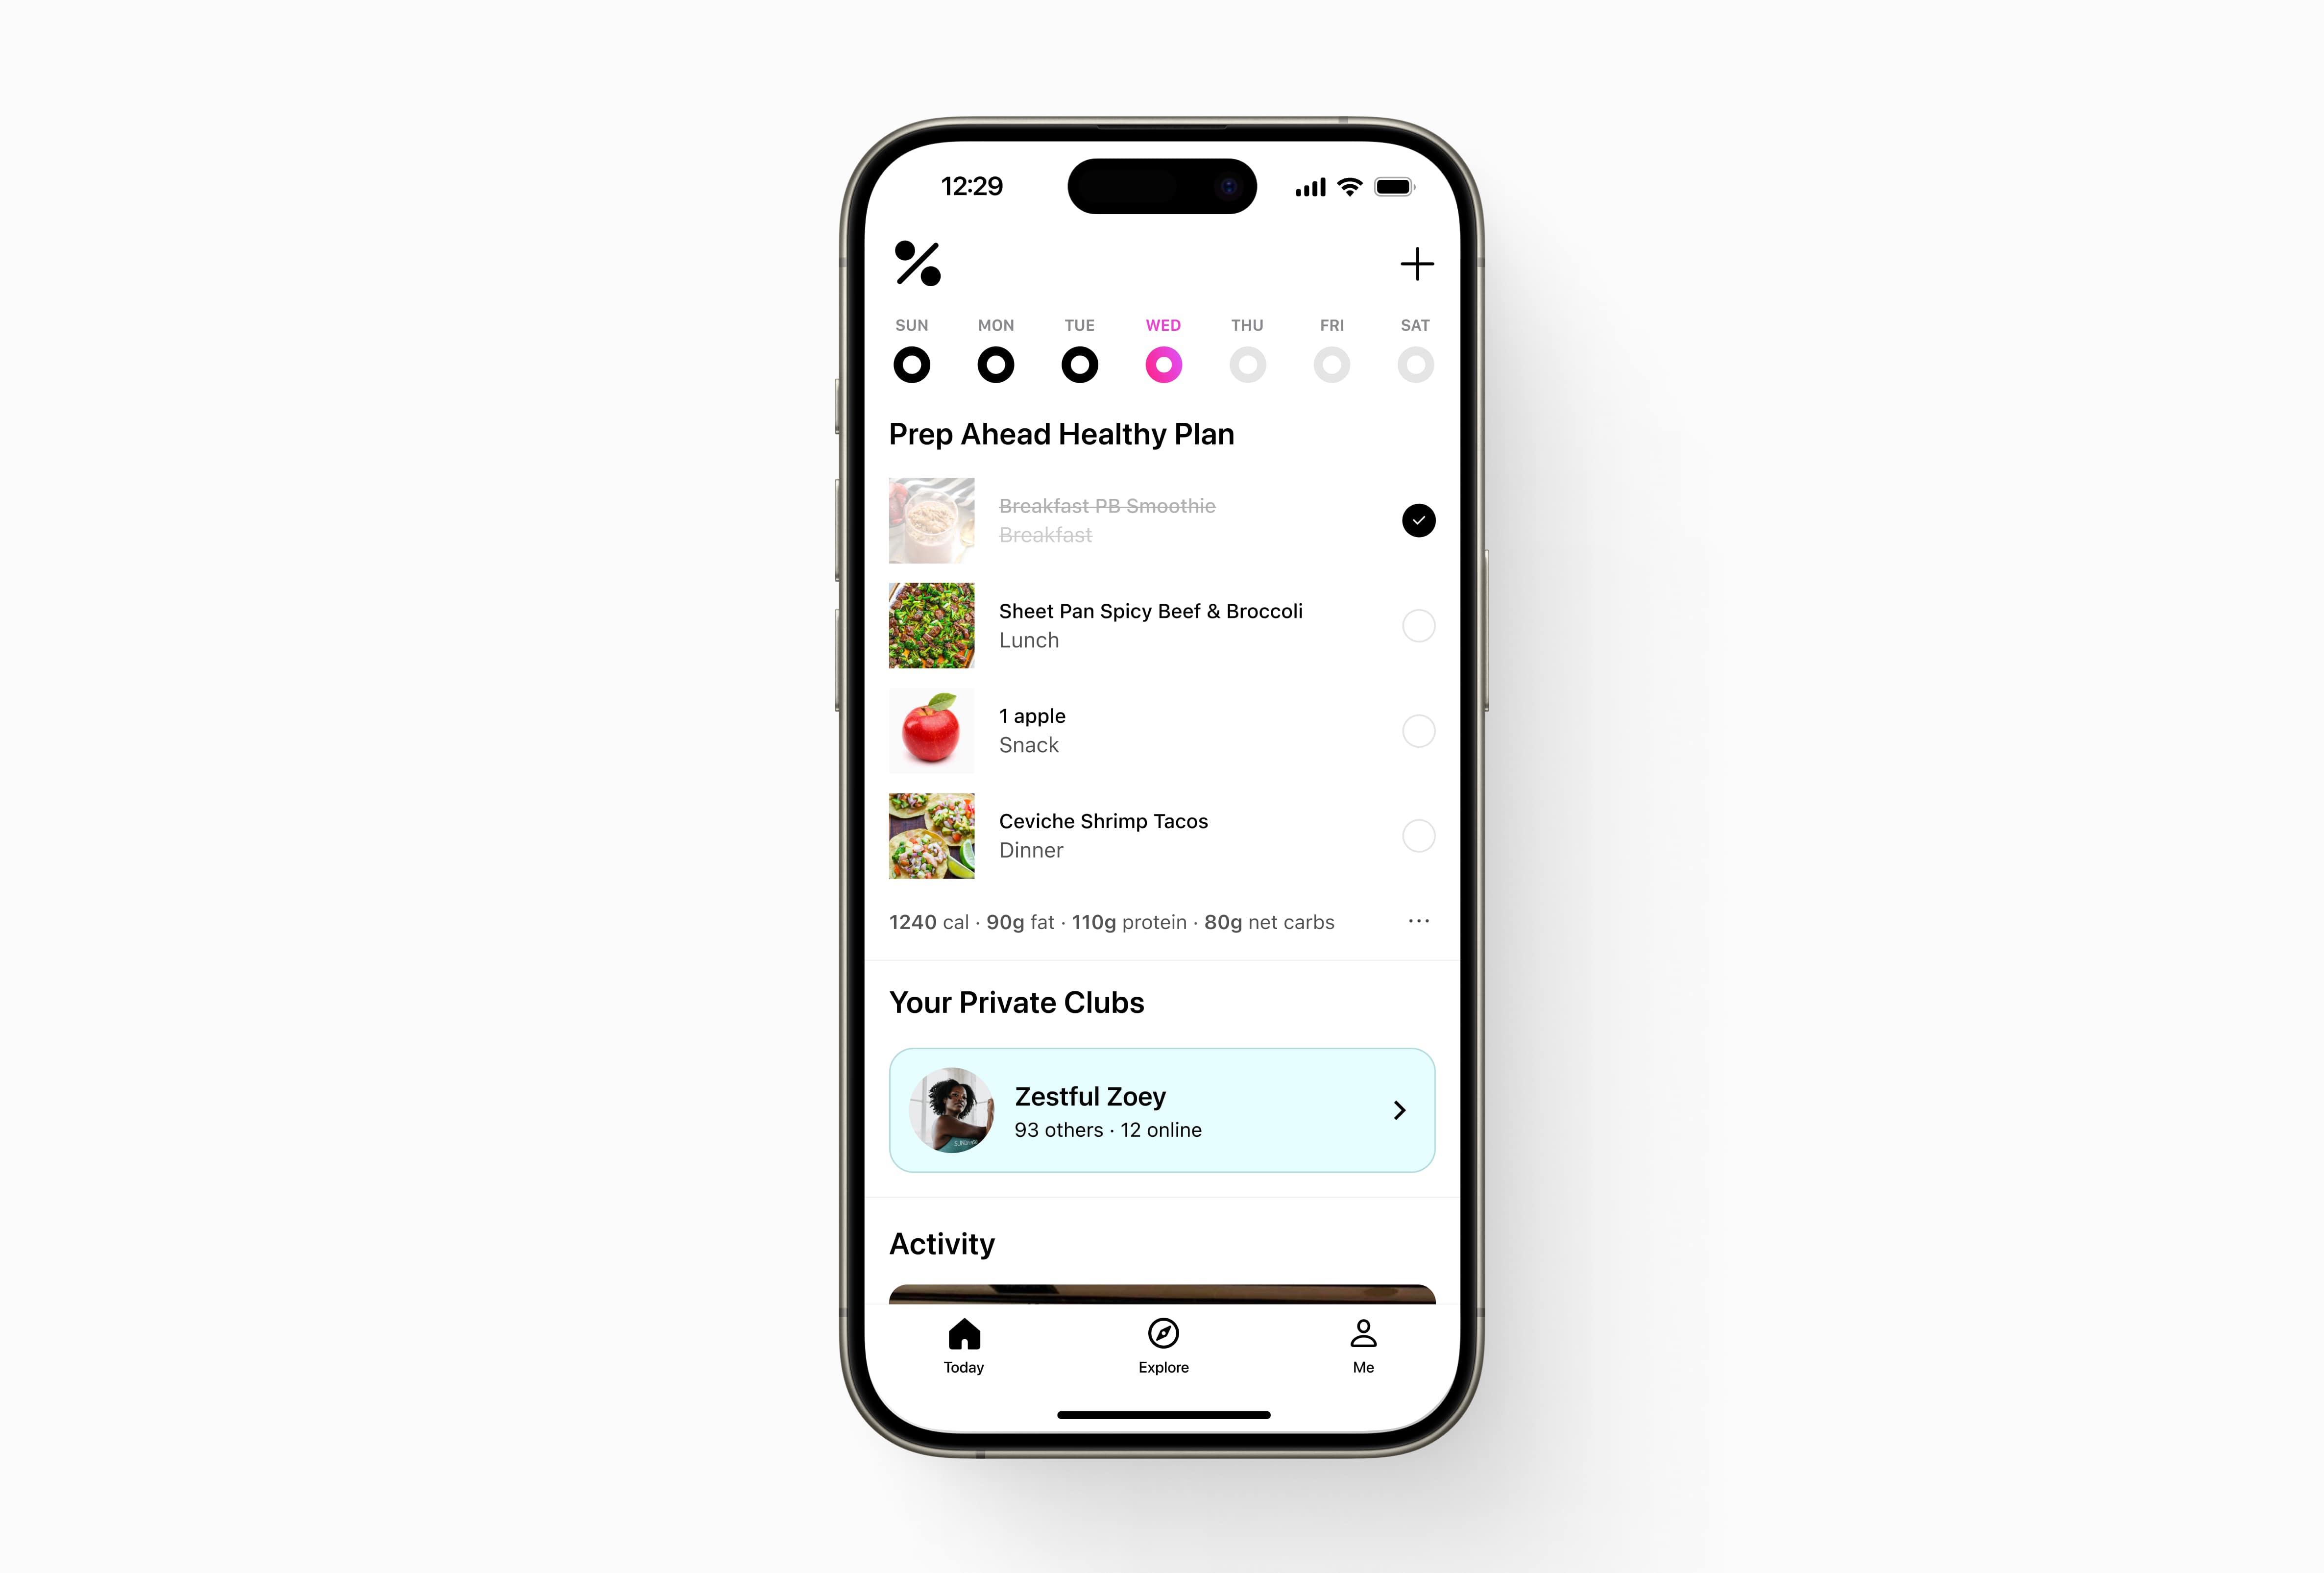 12:29
SUN MON TUE WED THU FRI SAT
Prep Ahead Healthy Plan
Breakfast PB Smoothie
Breakfast
Sheet Pan Spicy Beef & Broccoli
Lunch
1 apple
Snack
Ceviche Shrimp Tacos
Dinner
1240 cal · 90g fat · 110g protein · 80g net carbs
Your Private Clubs
Zestful Zoey
93 others · 12 online
Activity
Today Explore Me